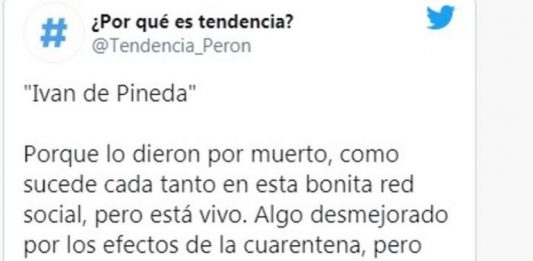 #
¿Por qué es tendencia?
@Tendencia_Peron
"Ivan de Pineda"
Porque lo dieron por muerto, como
sucede cada tanto en esta bonita red
social, pero está vivo. Algo desmejorado
por los efectos de la cuarentena, pero